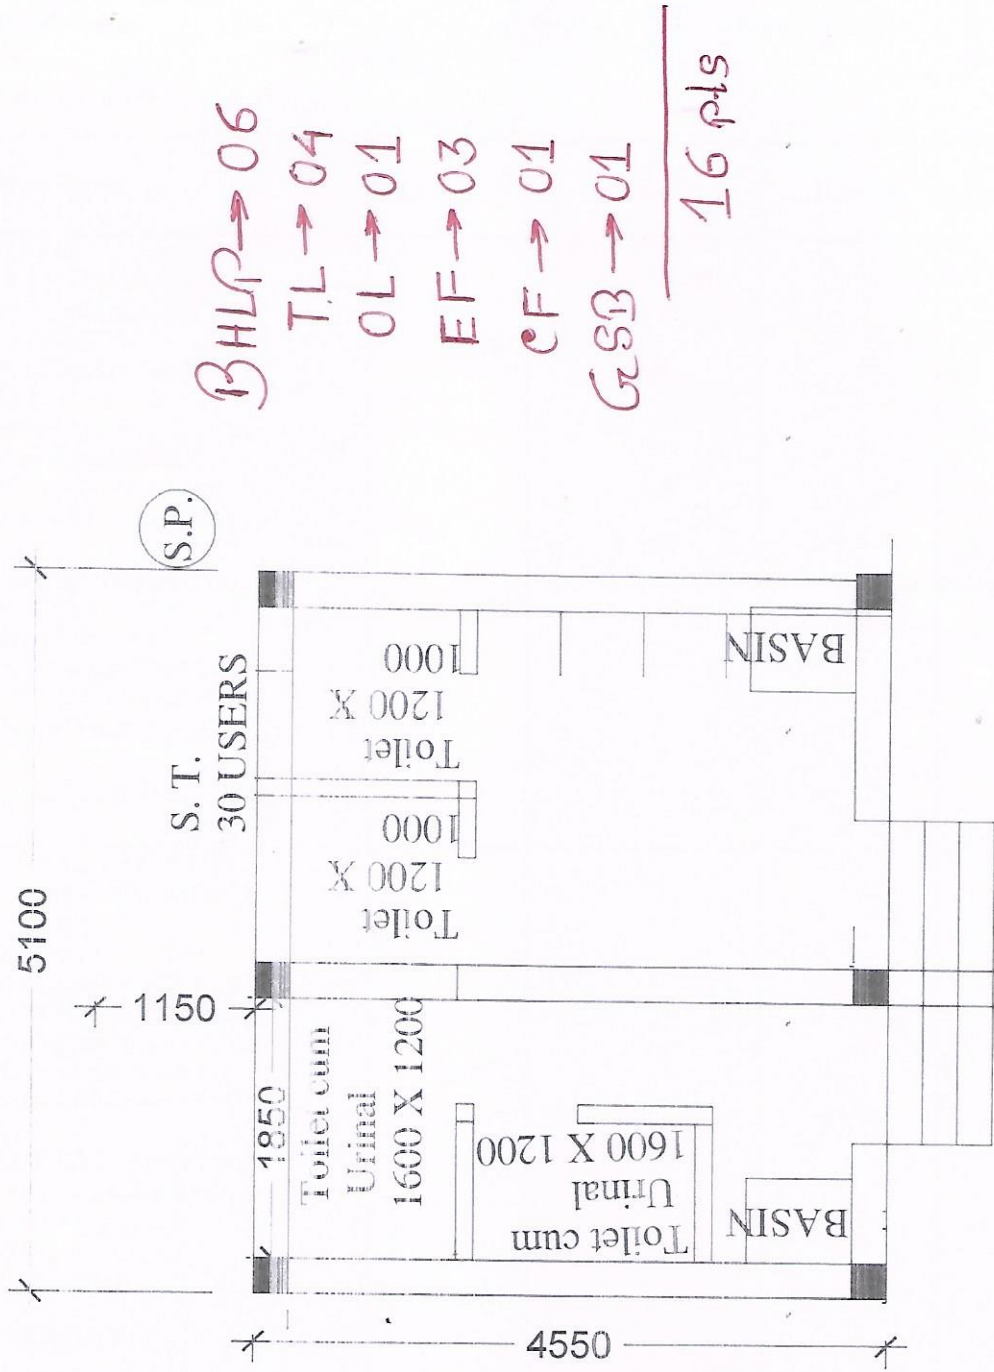 BHLP→06
TL→04
OL→01
EF→03
CF→01
GSB→01
16 pts
5100
S.P.
S. T.
30 USERS
1150
1850
Toilet cum
Urinal
1600 X 1200
Toilet
1200 X
1000
Toilet
1200 X
1000
Toilet cum
Urinal
1600 X 1200
BASIN
BASIN
4550